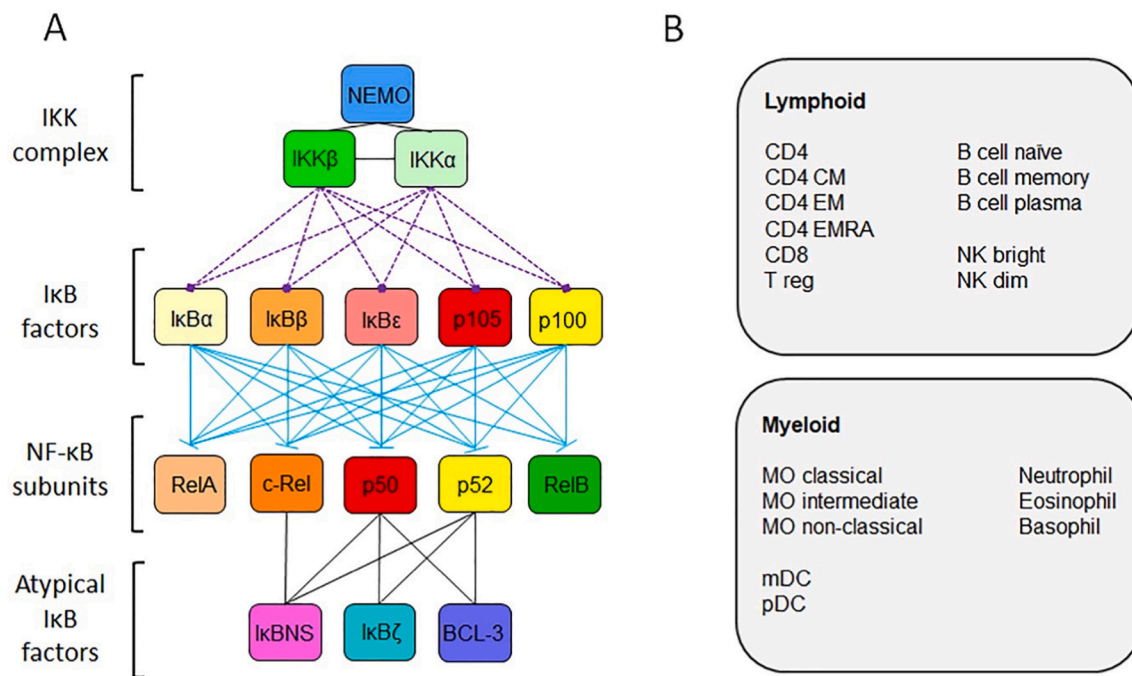 A
IKK
complex
NEMO
IKKβ
IKKα
IκB
factors
IκBα
IκBβ
IκBε
p105
p100
NF-κB
subunits
RelA
c-Rel
p50
p52
RelB
Atypical
IκB
factors
IκBNS
IκBζ
BCL-3
B
Lymphoid
CD4
CD4 CM
CD4 EM
CD4 EMRA
CD8
T reg
B cell naïve
B cell memory
B cell plasma
NK bright
NK dim
Myeloid
MO classical
MO intermediate
MO non-classical
mDC
pDC
Neutrophil
Eosinophil
Basophil